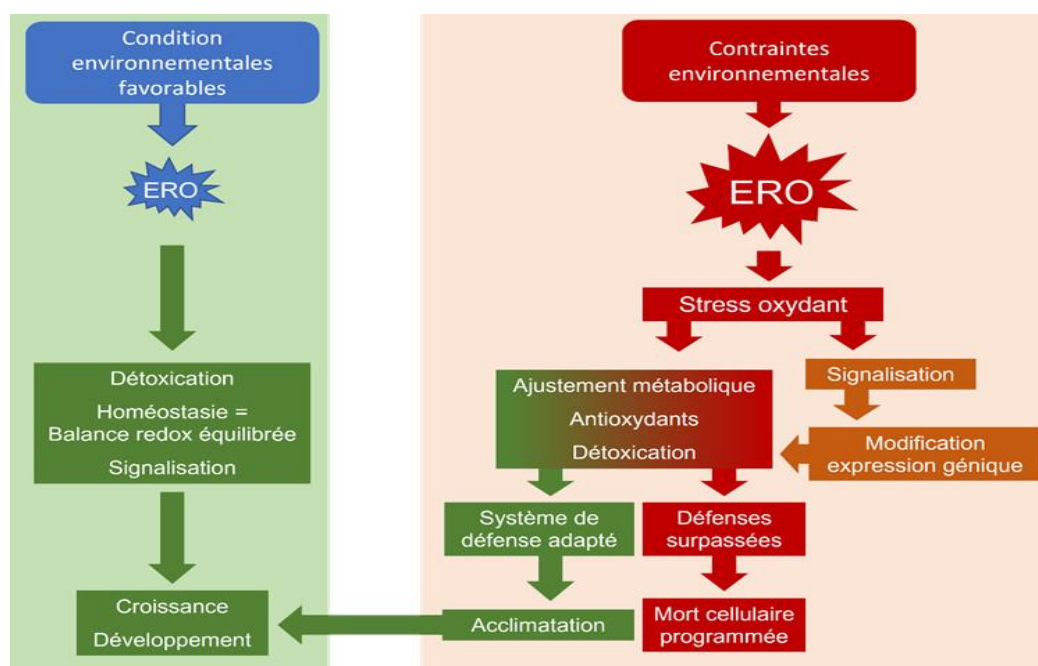 Condition
environnementales
favorables
ERO
Détoxication
Homéostasie =
Balance redox équilibrée
Signalisation
Croissance
Développement
Contraintes
environnementales
ERO
Stress oxydant
Ajustement métabolique
Antioxydants
Détoxication
Signalisation
Modification
expression génique
Système de
défense adapté
Acclimatation
Défenses
surpassées
Mort cellulaire
programmée